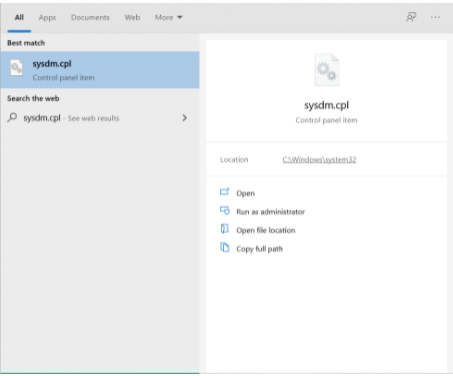 All Apps Documents Web More
Best match
sysdm.cpl
Control panel item
Search the web
sysdm.cpl - See web results
sysdm.cpl
Control panel item
Location C:\Windows\system32
Open
Run as administrator
Open file location
Copy full path